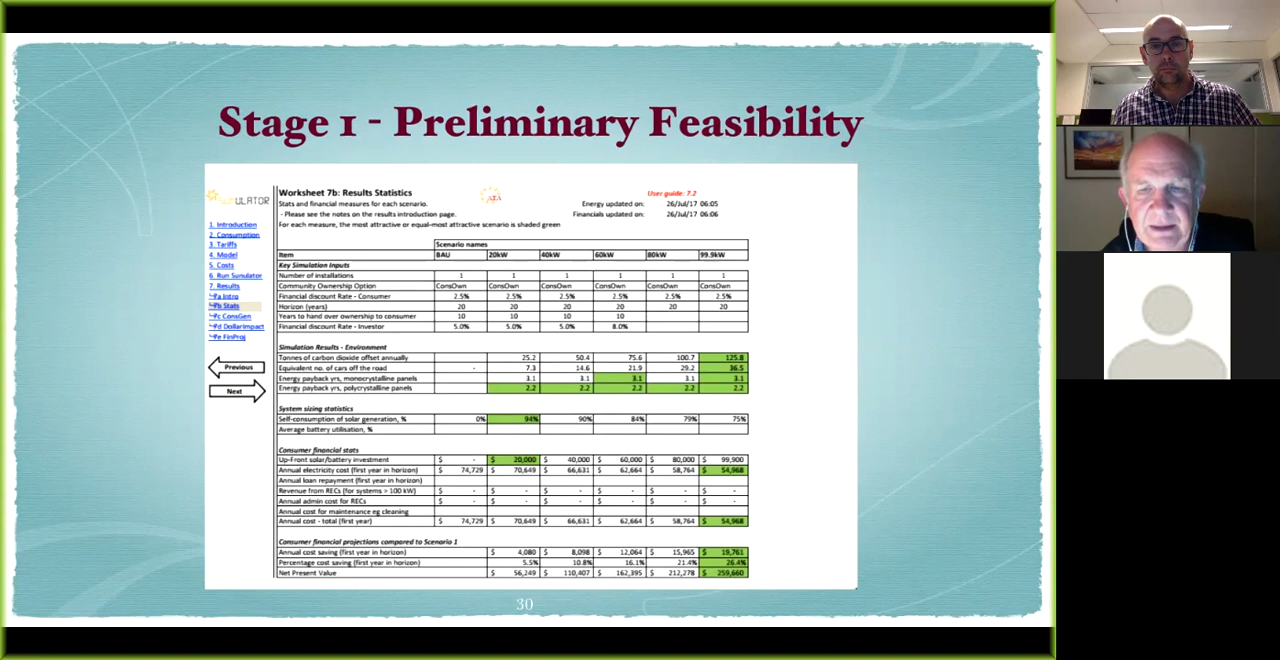 Stage 1 - Preliminary Feasibility
ULATOR
1. Introduction
2. Consumption
3. Tariffs
4. Model
5. Costs
6. Run Sunulator
7. Results
7a Intro
7b Stats
7c ConsGen
7d DollarImpact
7e FinProj
Previous
Next
Worksheet 7b: Results Statistics
ATA
User guide: 7.2
Stats and financial measures for each scenario. Energy updated on: 26/Jul/17 06:05
- Please see the notes on the results introduction page. Financials updated on: 26/Jul/17 06:06
For each measure, the most attractive or equal-most attractive scenario is shaded green
Scenario names
Item BAU 20kW 40kW 60kW 80kW 99.9kW
Key Simulation Inputs
Number of installations 1 1 1 1 1 1
Community Ownership Option ConsOwn ConsOwn ConsOwn ConsOwn ConsOwn ConsOwn
Financial discount Rate - Consumer 2.5% 2.5% 2.5% 2.5% 2.5% 2.5%
Horizon (years) 20 20 20 20 20 20
Years to hand over ownership to consumer 10 10 10 10
Financial discount Rate - Investor 5.0% 5.0% 5.0% 8.0%
Simulation Results - Environment
Tonnes of carbon dioxide offset annually 25.2 50.4 75.6 100.7 125.8
Equivalent no. of cars off the road - 7.3 14.6 21.9 29.2 36.5
Energy payback yrs, monocrystalline panels 3.1 3.1 3.1 3.1 3.1
Energy payback yrs, polycrystalline panels 2.2 2.2 2.2 2.2 2.2
System sizing statistics
Self-consumption of solar generation, % 0% 94% 90% 84% 79% 75%
Average battery utilisation, %
Consumer financial stats
Up-Front solar/battery investment $ - $ 20,000 $ 40,000 $ 60,000 $ 80,000 $ 99,900
Annual electricity cost (first year in horizon) $ 74,729 $ 70,649 $ 66,631 $ 62,664 $ 58,764 $ 54,968
Annual loan repayment (first year in horizon)
Revenue from RECs (for systems > 100 kW) $ - $ - $ - $ - $ - $ -
Annual admin cost for RECs $ - $ - $ - $ - $ - $ -
Annual cost for maintenance eg cleaning
Annual cost - total (first year) $ 74,729 $ 70,649 $ 66,631 $ 62,664 $ 58,764 $ 54,968
Consumer financial projections compared to Scenario 1
Annual cost saving (first year in horizon) $ 4,080 $ 8,098 $ 12,064 $ 15,965 $ 19,761
Percentage cost saving (first year in horizon) 5.5% 10.8% 16.1% 21.4% 26.4%
Net Present Value $ 56,249 $ 110,407 $ 162,395 $ 212,278 $ 259,660
30